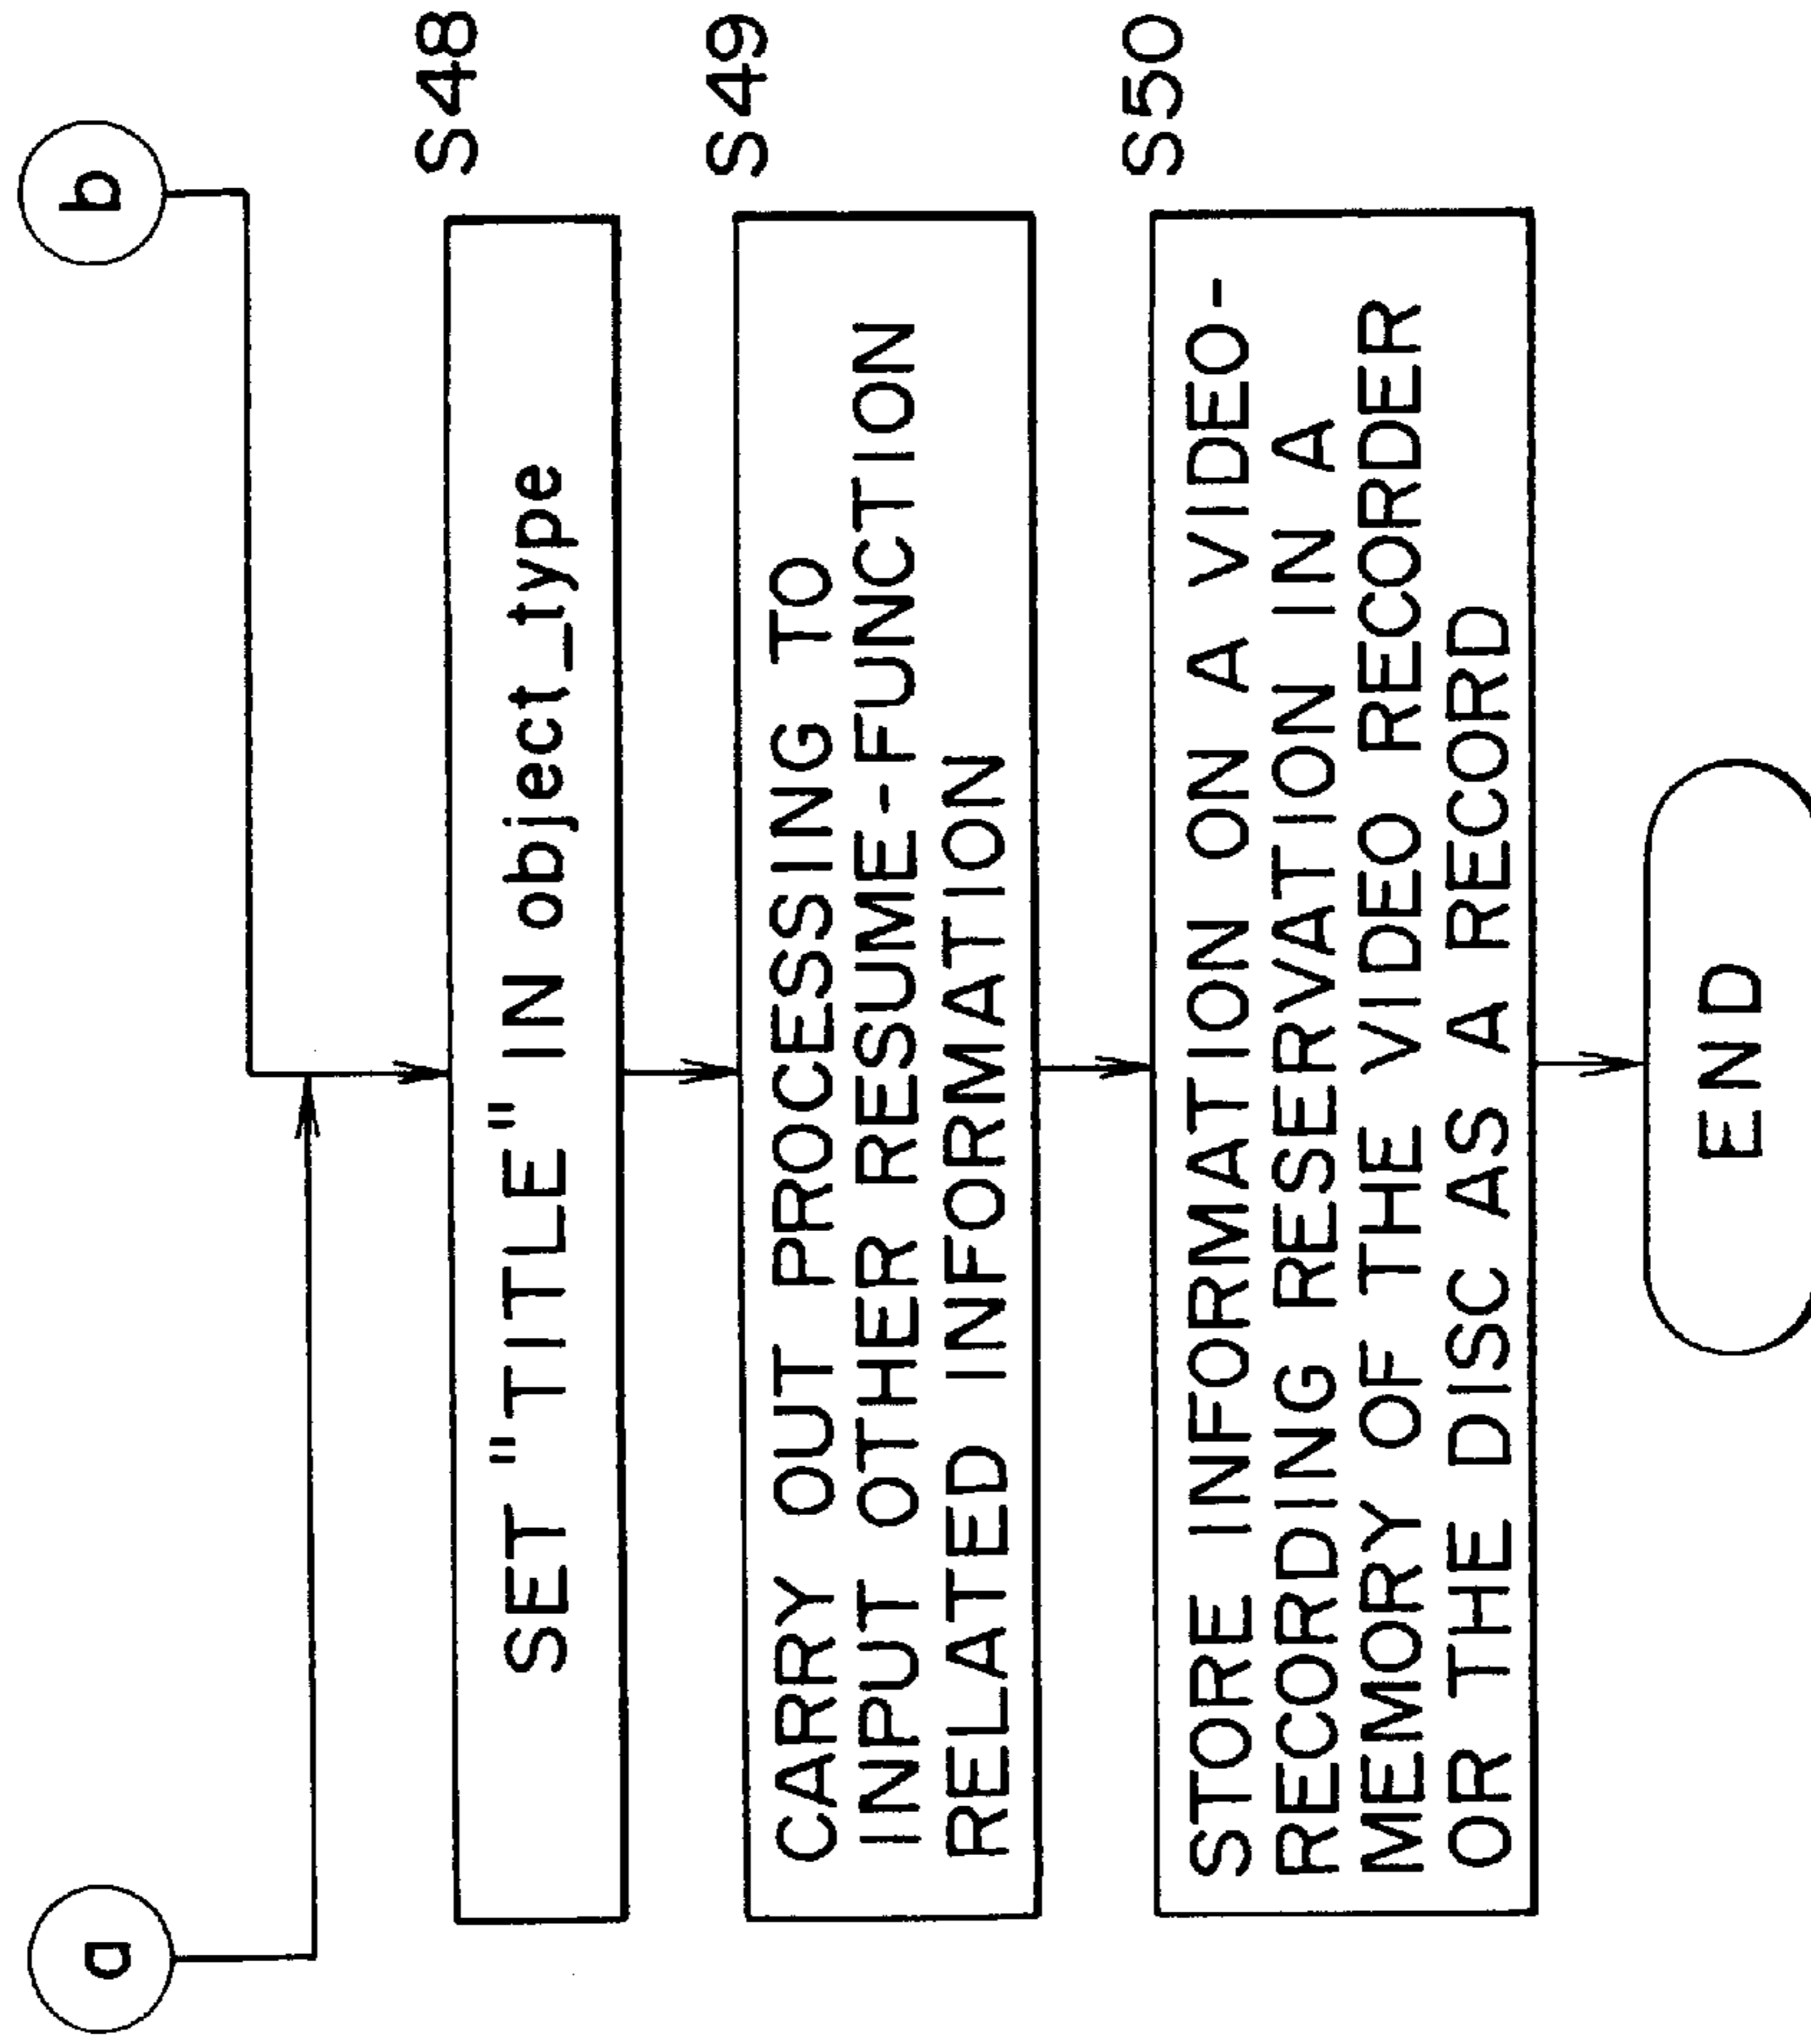 a
b
SET "TITLE" IN object_type
S48
CARRY OUT PROCESSING TO
INPUT OTHER RESUME-FUNCTION
RELATED INFORMATION
S49
STORE INFORMATION ON A VIDEO-
RECORDING RESERVATION IN A
MEMORY OF THE VIDEO RECORDER
OR THE DISC AS A RECORD
S50
END